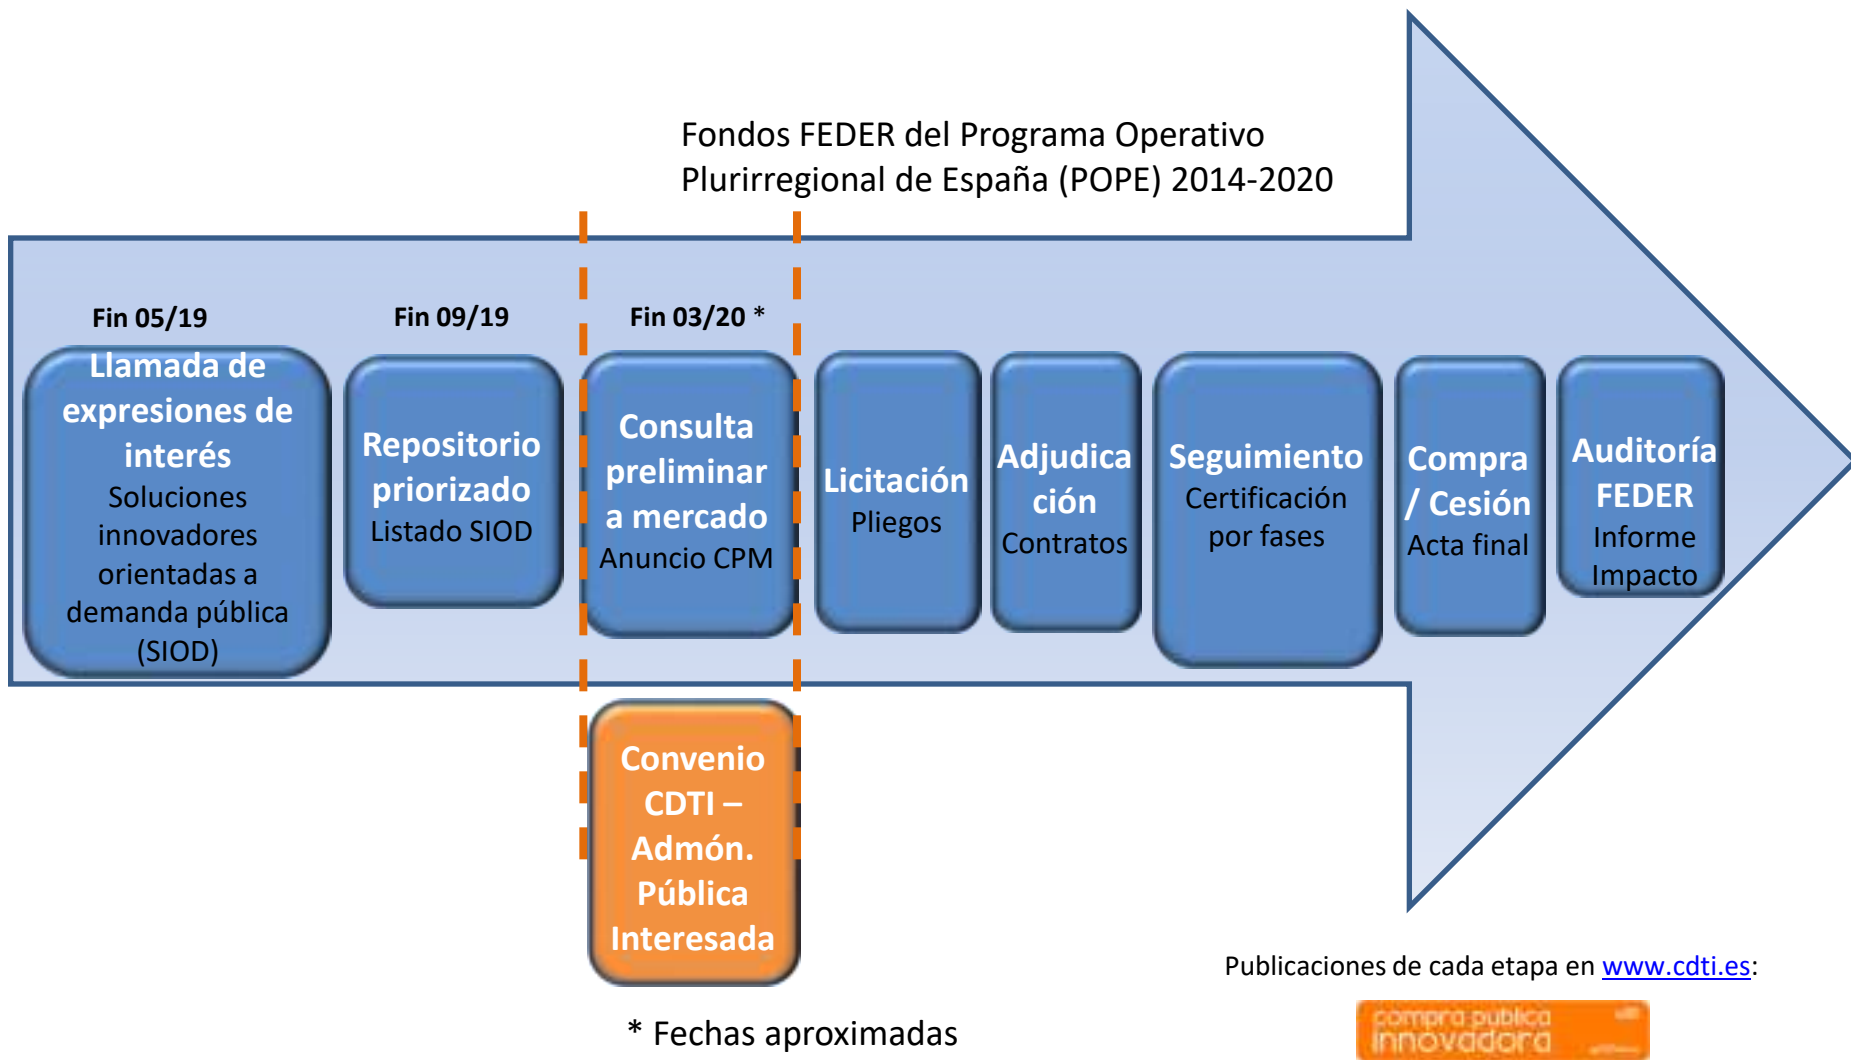 Fondos FEDER del Programa Operativo
Plurirregional de España (POPE) 2014-2020
Fin 05/19
Fin 09/19
Fin 03/20 *
Llamada de
expresiones de
interés
Soluciones
innovadores
orientadas a
demanda pública
(SIOD)
Repositorio
priorizado
Listado SIOD
Consulta
preliminar
a mercado
Anuncio CPM
Licitación
Pliegos
Adjudica
ción
Contratos
Seguimiento
Certificación
por fases
Compra
/ Cesión
Acta final
Auditoría
FEDER
Informe
Impacto
Convenio
CDTI –
Admón.
Pública
Interesada
Publicaciones de cada etapa en www.cdti.es:
compra publica
innovadora
* Fechas aproximadas